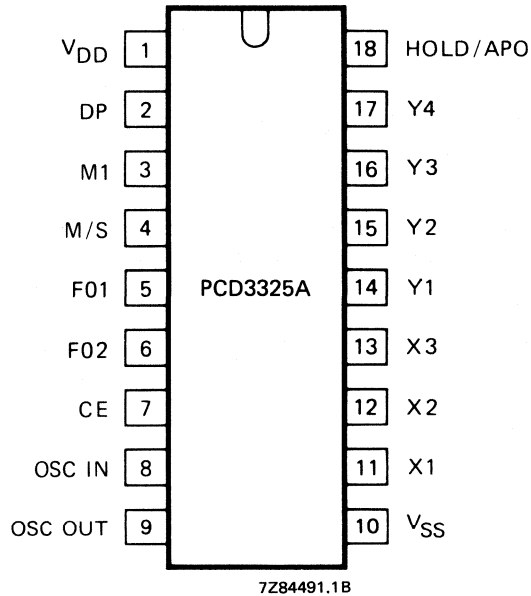 VDD 1 18 HOLD/APO
DP 2 17 Y4
M1 3 16 Y3
M/S 4 15 Y2
F01 5 PCD3325A 14 Y1
F02 6 13 X3
CE 7 12 X2
OSC IN 8 11 X1
OSC OUT 9 10 VSS
7Z84491.1B